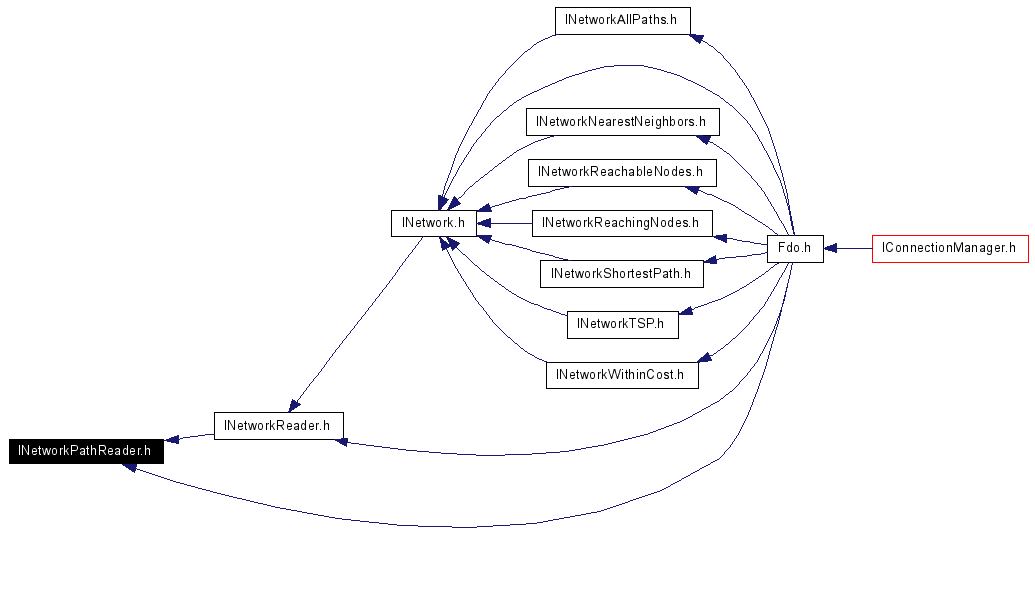 INetworkAllPaths.h
INetworkNearestNeighbors.h
INetworkReachableNodes.h
INetwork.h
INetworkReachingNodes.h
Fdo.h
IConnectionManager.h
INetworkShortestPath.h
INetworkTSP.h
INetworkWithinCost.h
INetworkReader.h
INetworkPathReader.h